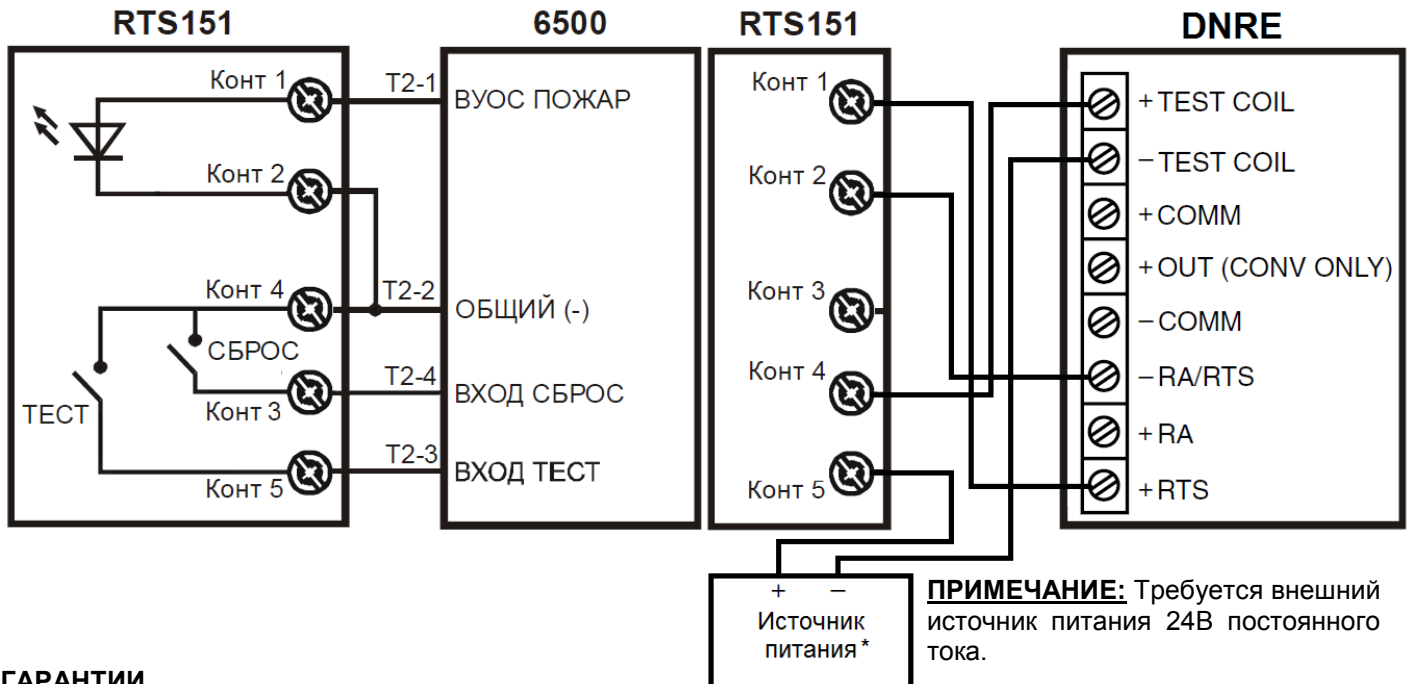 RTS151
Конт 1
Конт 2
Конт 4
СБРОС
ТЕСТ
Конт 3
Конт 5
T2-1
T2-2
T2-4
T2-3
6500
ВУОС ПОЖАР
ОБЩИЙ (-)
ВХОД СБРОС
ВХОД ТЕСТ
RTS151
Конт 1
Конт 2
Конт 3
Конт 4
Конт 5
DNRE
+ TEST COIL
– TEST COIL
+ COMM
+ OUT (CONV ONLY)
– COMM
– RA/RTS
+ RA
+ RTS
+ –
Источник
питания*
ПРИМЕЧАНИЕ: Требуется внешний
источник питания 24В постоянного
тока.
ГАРАНТИИ